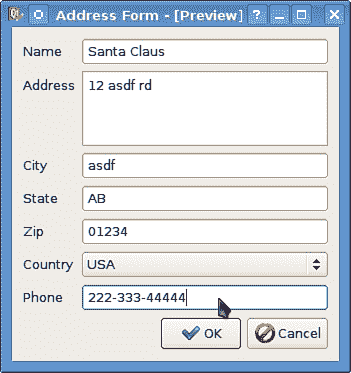 Address Form - [Preview]
Name Santa Claus
Address 12 asdf rd
City asdf
State AB
Zip 01234
Country USA
Phone 222-333-44444
OK Cancel